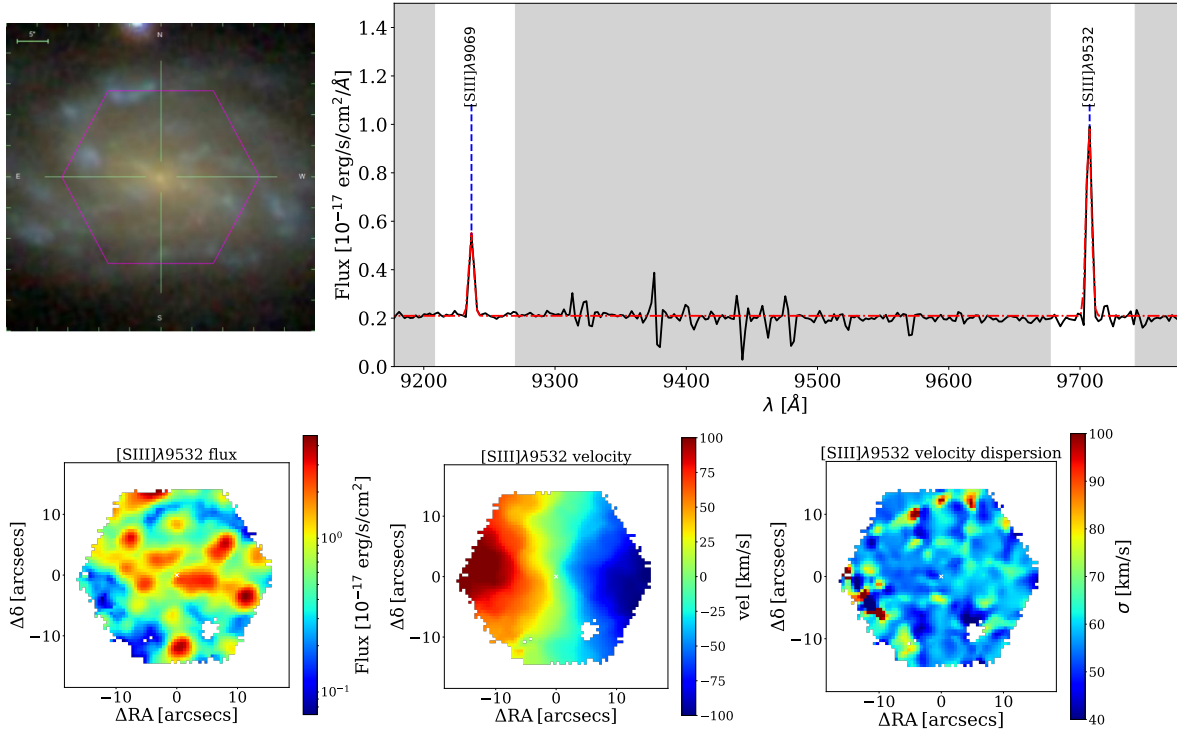 5"
N
E
W
S
Flux [10⁻¹⁷ erg/s/cm²/Å]
1.4
1.2
1.0
0.8
0.6
0.4
0.2
0.0
[SIII]λ9069
[SIII]λ9532
9200 9300 9400 9500 9600 9700
λ [Å]
[SIII]λ9532 flux
Δδ [arcsecs]
10
0
−10
−10 0 10
ΔRA [arcsecs]
10⁰
10⁻¹
Flux [10⁻¹⁷ erg/s/cm²]
[SIII]λ9532 velocity
Δδ [arcsecs]
10
0
−10
−10 0 10
ΔRA [arcsecs]
100
75
50
25
0
−25
−50
−75
−100
vel [km/s]
[SIII]λ9532 velocity dispersion
Δδ [arcsecs]
10
0
−10
−10 0 10
ΔRA [arcsecs]
100
90
80
70
60
50
40
σ [km/s]